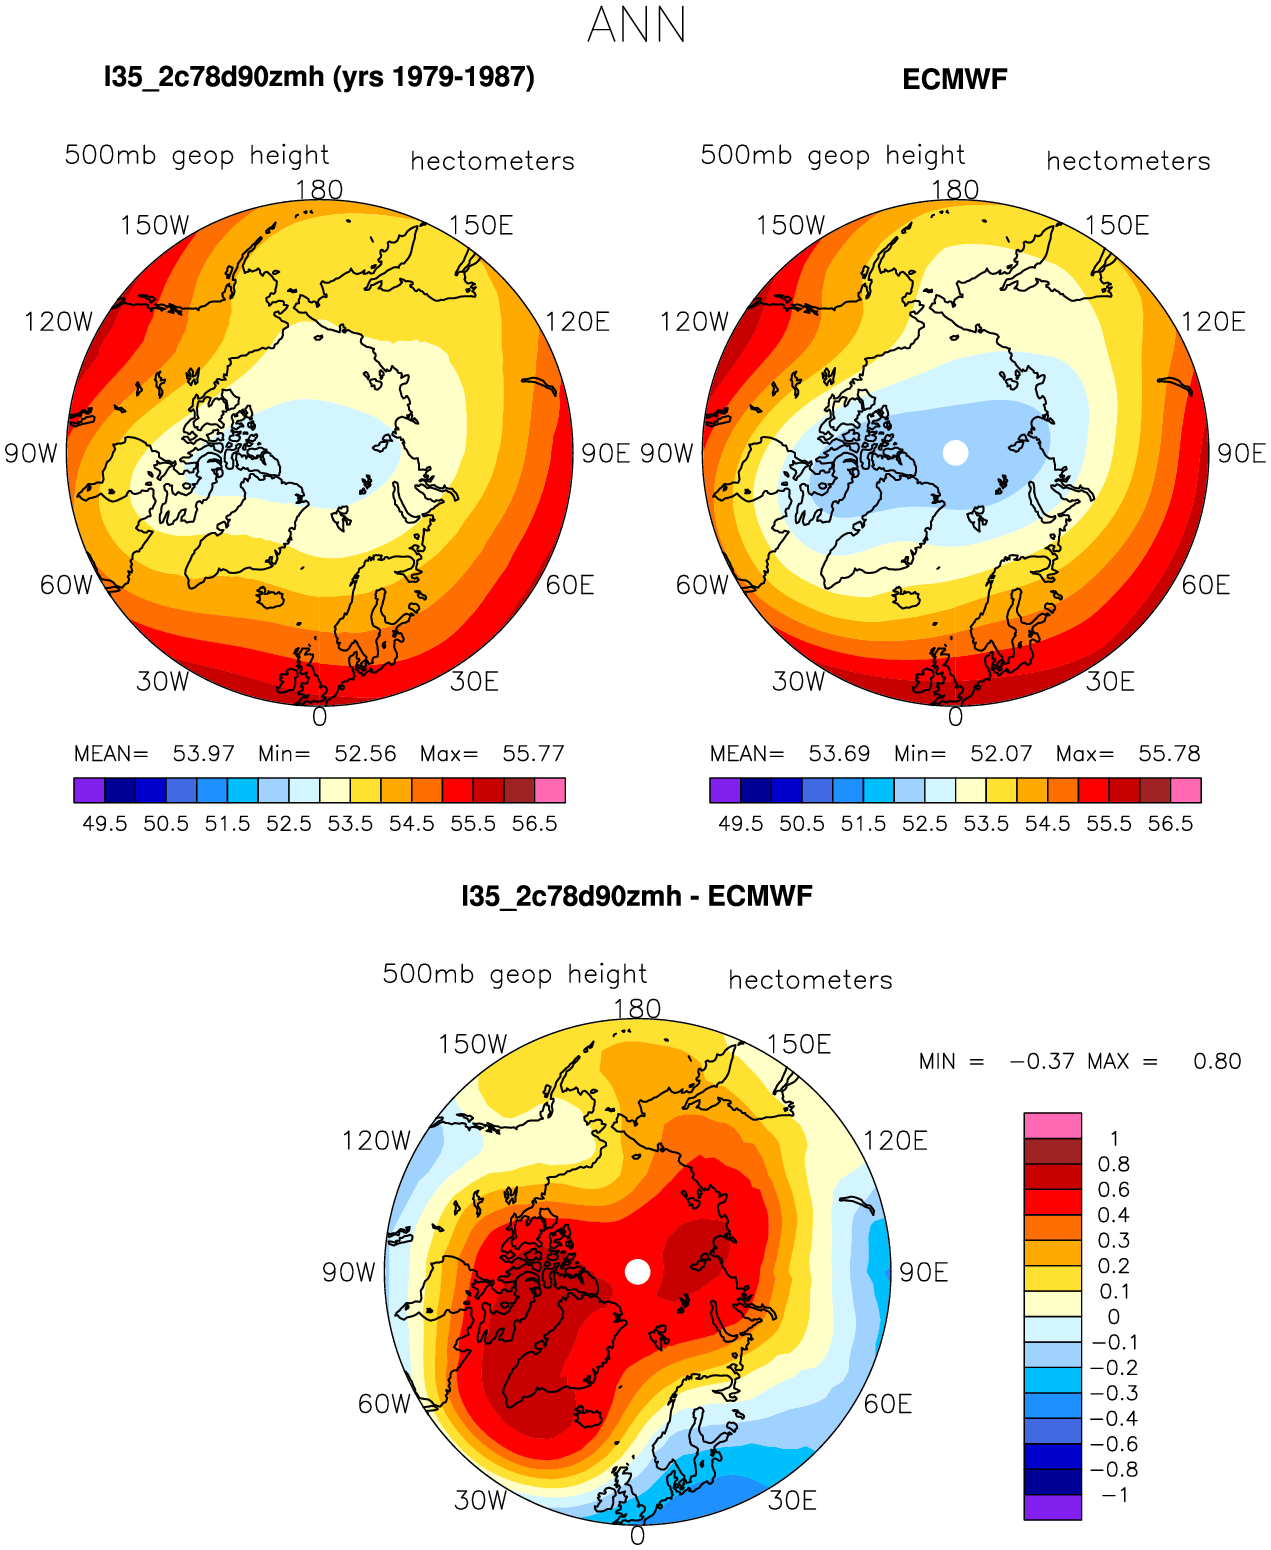 ANN
l35_2c78d90zmh (yrs 1979-1987)
ECMWF
500mb geop height hectometers
500mb geop height hectometers
180
180
150W 150E
150W 150E
120W 120E
120W 120E
90W 90E
90W 90E
60W 60E
60W 60E
30W 30E
30W 30E
0
0
MEAN= 53.97 Min= 52.56 Max= 55.77
MEAN= 53.69 Min= 52.07 Max= 55.78
49.5 50.5 51.5 52.5 53.5 54.5 55.5 56.5
49.5 50.5 51.5 52.5 53.5 54.5 55.5 56.5
l35_2c78d90zmh - ECMWF
500mb geop height hectometers
180
150W 150E
MIN = -0.37 MAX = 0.80
120W 120E
90W 90E
60W 60E
30W 30E
0
1
0.8
0.6
0.4
0.3
0.2
0.1
0
-0.1
-0.2
-0.3
-0.4
-0.6
-0.8
-1